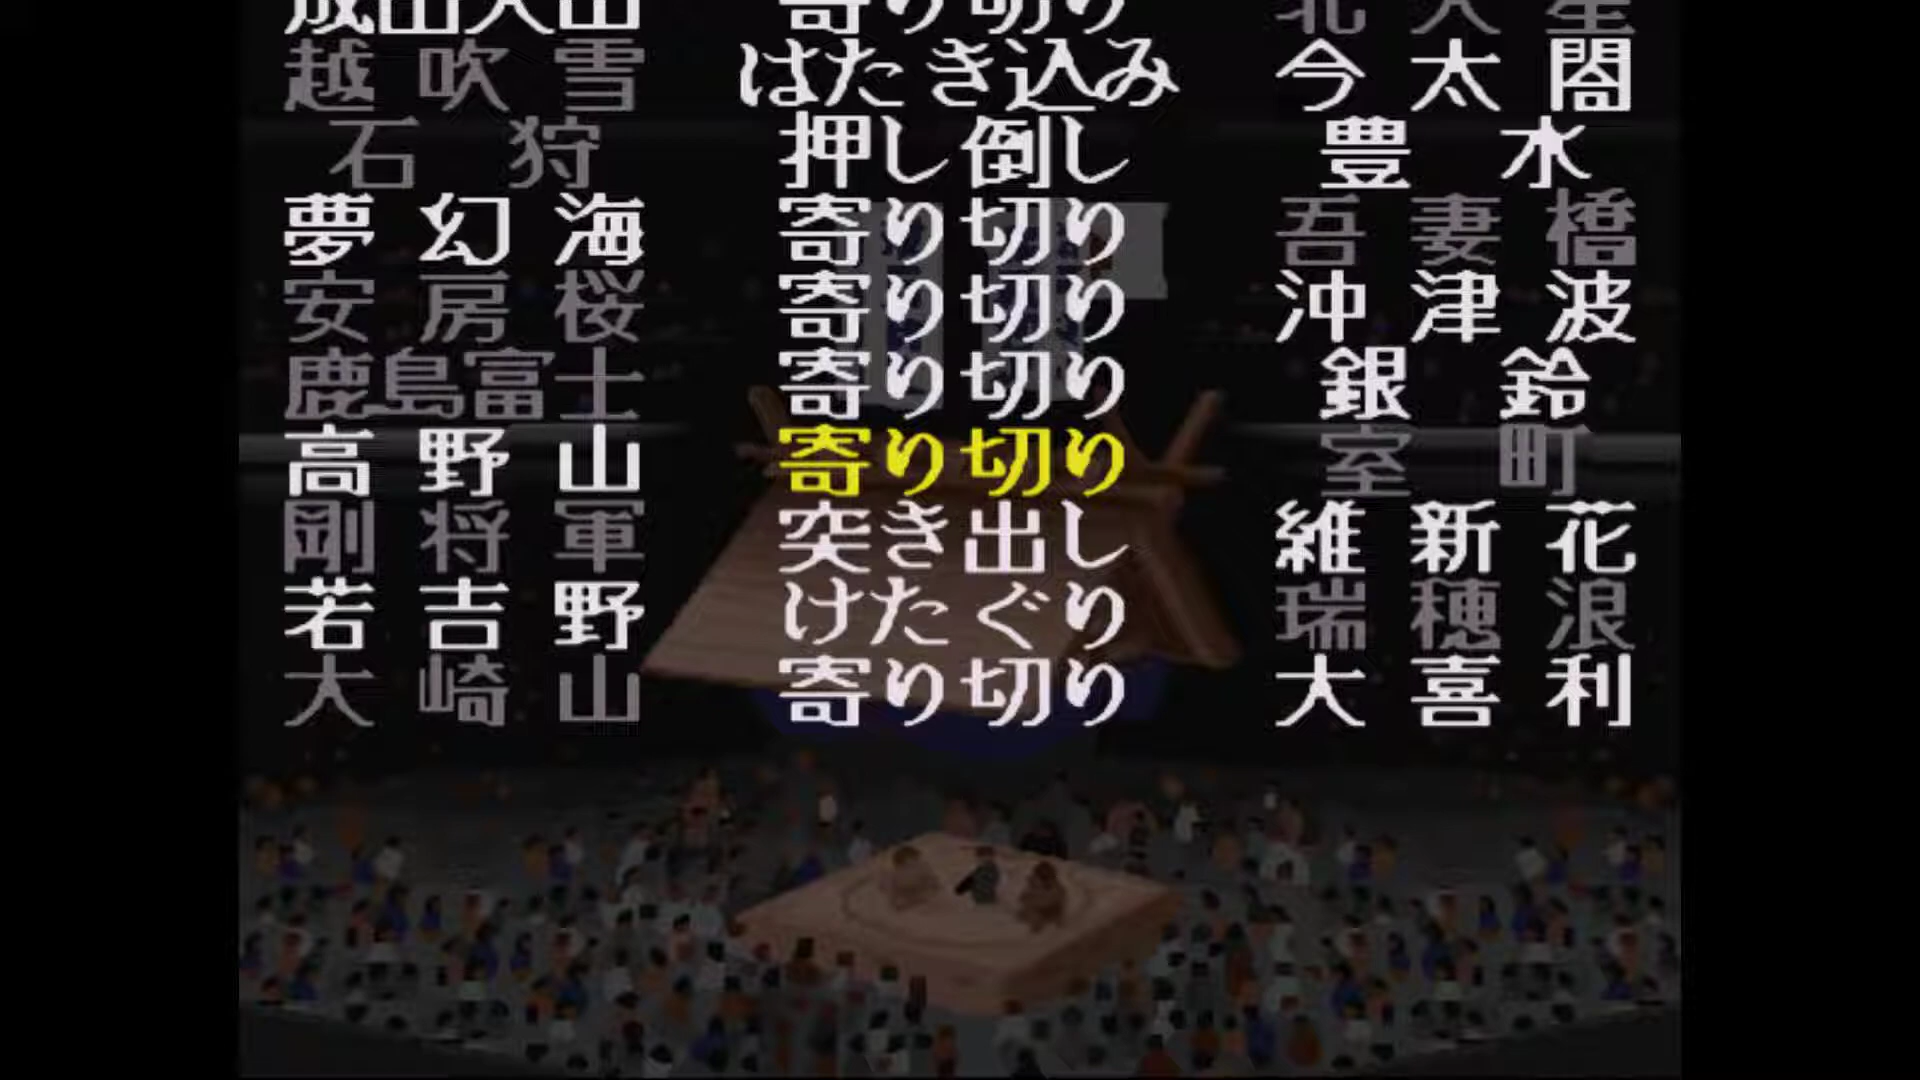 寄り切り
越吹雪 はたき込み 今太閤
石狩 押し倒し 豊水
夢幻海 寄り切り 吾妻橋
安房桜 寄り切り 沖津波
鹿島富士 寄り切り 銀鈴
高野山 寄り切り 室町
剛将軍 突き出し 維新花
若吉野 けたぐり 瑞穂浪
大崎山 寄り切り 大喜利